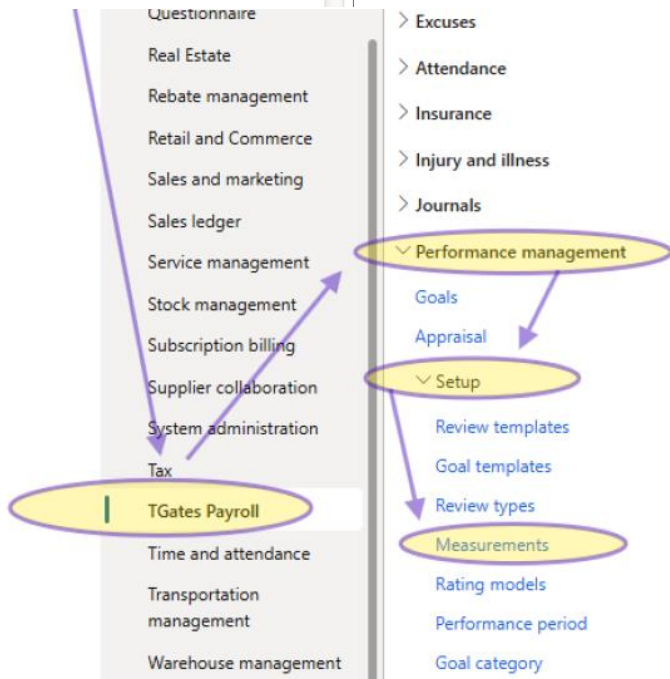 Questionnaire
Real Estate
Rebate management
Retail and Commerce
Sales and marketing
Sales ledger
Service management
Stock management
Subscription billing
Supplier collaboration
System administration
Tax
TGates Payroll
Time and attendance
Transportation
management
Warehouse management
Excuses
Attendance
Insurance
Injury and illness
Journals
Performance management
Goals
Appraisal
Setup
Review templates
Goal templates
Review types
Measurements
Rating models
Performance period
Goal category